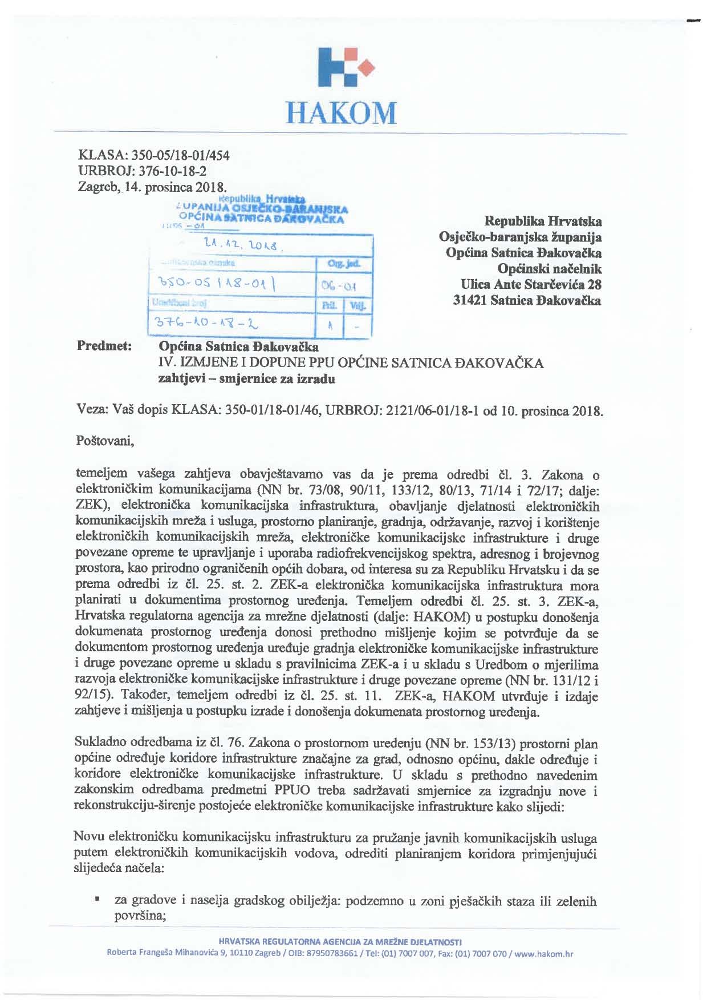 HAKOM
KLASA: 350-05/18-01/454
URBROJ: 376-10-18-2
Zagreb, 14. prosinca 2018.
Republika Hrvatska
ŽUPANIJA OSJEČKO-BARANJSKA
OPĆINA SATNICA ĐAKOVAČKA
21.12.2018.
oznaka Org. jed.
350-05 06-01
Urudžbeni broj Pril. Vrij.
376-10-18-2 1 -
Republika Hrvatska
Osječko-baranjska županija
Općina Satnica Đakovačka
Općinski načelnik
Ulica Ante Starčevića 28
31421 Satnica Đakovačka
Predmet: Općina Satnica Đakovačka
IV. IZMJENE I DOPUNE PPU OPĆINE SATNICA ĐAKOVAČKA
zahtjevi – smjernice za izradu
Veza: Vaš dopis KLASA: 350-01/18-01/46, URBROJ: 2121/06-01/18-1 od 10. prosinca 2018.
Poštovani,
temeljem vašega zahtjeva obavještavamo vas da je prema odredbi čl. 3. Zakona o
elektroničkim komunikacijama (NN br. 73/08, 90/11, 133/12, 80/13, 71/14 i 72/17; dalje:
ZEK), elektronička komunikacijska infrastruktura, obavljanje djelatnosti elektroničkih
komunikacijskih mreža i usluga, prostorno planiranje, gradnja, održavanje, razvoj i korištenje
elektroničkih komunikacijskih mreža, elektroničke komunikacijske infrastrukture i druge
povezane opreme te upravljanje i uporaba radiofrekvencijskog spektra, adresnog i brojevnog
prostora, kao prirodno ograničenih općih dobara, od interesa su za Republiku Hrvatsku i da se
prema odredbi iz čl. 25. st. 2. ZEK-a elektronička komunikacijska infrastruktura mora
planirati u dokumentima prostornog uređenja. Temeljem odredbi čl. 25. st. 3. ZEK-a,
Hrvatska regulatorna agencija za mrežne djelatnosti (dalje: HAKOM) u postupku donošenja
dokumenata prostornog uređenja donosi prethodno mišljenje kojim se potvrđuje da se
dokumentom prostornog uređenja uređuje gradnja elektroničke komunikacijske infrastrukture
i druge povezane opreme u skladu s pravilnicima ZEK-a i u skladu s Uredbom o mjerilima
razvoja elektroničke komunikacijske infrastrukture i druge povezane opreme (NN br. 131/12 i
92/15). Također, temeljem odredbi iz čl. 25. st. 11. ZEK-a, HAKOM utvrđuje i izdaje
zahtjeve i mišljenja u postupku izrade i donošenja dokumenata prostornog uređenja.
Sukladno odredbama iz čl. 76. Zakona o prostornom uređenju (NN br. 153/13) prostorni plan
općine određuje koridore infrastrukture značajne za grad, odnosno općinu, dakle određuje i
koridore elektroničke komunikacijske infrastrukture. U skladu s prethodno navedenim
zakonskim odredbama predmetni PPUO treba sadržavati smjernice za izgradnju nove i
rekonstrukciju-širenje postojeće elektroničke komunikacijske infrastrukture kako slijedi:
Novu elektroničku komunikacijsku infrastrukturu za pružanje javnih komunikacijskih usluga
putem elektroničkih komunikacijskih vodova, odrediti planiranjem koridora primjenjujući
slijedeća načela:
▪ za gradove i naselja gradskog obilježja: podzemno u zoni pješačkih staza ili zelenih
površina;
HRVATSKA REGULATORNA AGENCIJA ZA MREŽNE DJELATNOSTI
Roberta Frangeša Mihanovića 9, 10110 Zagreb / OIB: 87950783661 / Tel: (01) 7007 007, Fax: (01) 7007 070 / www.hakom.hr